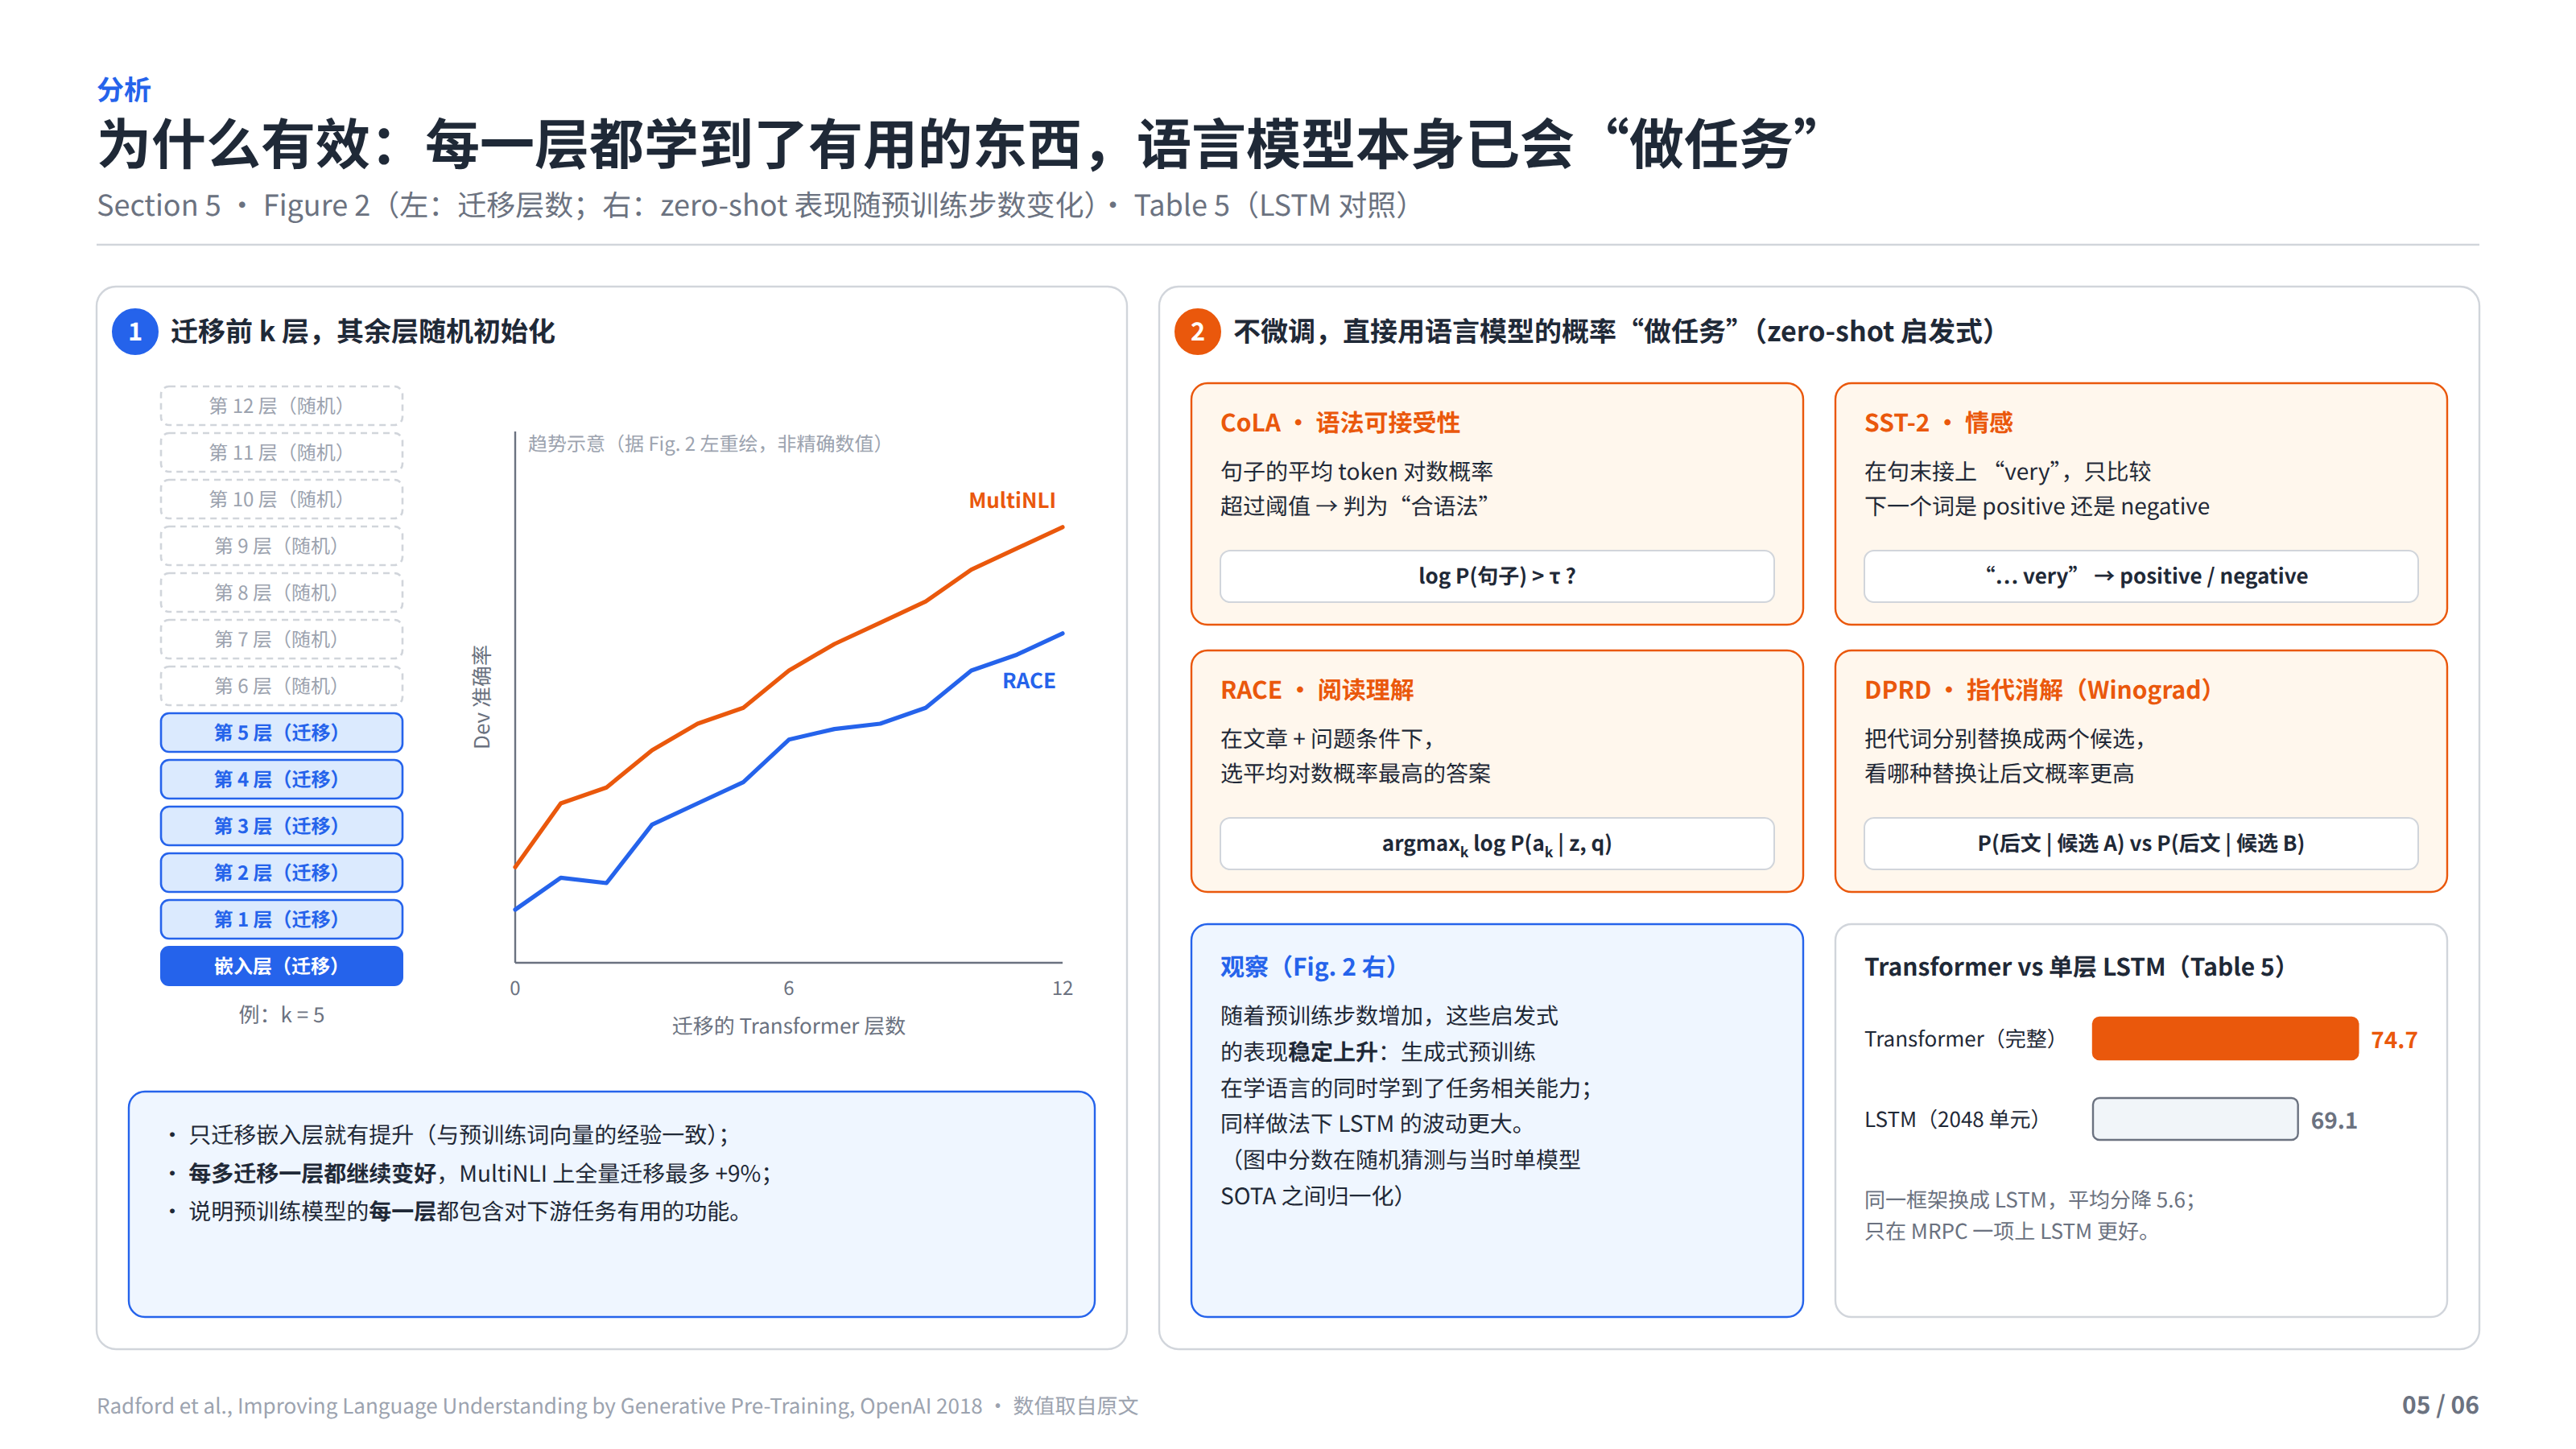 分析
为什么有效：每一层都学到了有用的东西，语言模型本身已会“做任务”
Section 5 · Figure 2（左：迁移层数；右：zero-shot 表现随预训练步数变化）· Table 5（LSTM 对照）
1 迁移前 k 层，其余层随机初始化
第 12 层（随机）
第 11 层（随机）
第 10 层（随机）
第 9 层（随机）
第 8 层（随机）
第 7 层（随机）
第 6 层（随机）
第 5 层（迁移）
第 4 层（迁移）
第 3 层（迁移）
第 2 层（迁移）
第 1 层（迁移）
嵌入层（迁移）
例：k = 5
趋势示意（据 Fig. 2 左重绘，非精确数值）
MultiNLI
RACE
Dev 准确率
0 6 12
迁移的 Transformer 层数
· 只迁移嵌入层就有提升（与预训练词向量的经验一致）；
· 每多迁移一层都继续变好，MultiNLI 上全量迁移最多 +9%；
· 说明预训练模型的每一层都包含对下游任务有用的功能。
2 不微调，直接用语言模型的概率“做任务”（zero-shot 启发式）
CoLA · 语法可接受性
句子的平均 token 对数概率
超过阈值 → 判为“合语法”
log P(句子) > τ ?
SST-2 · 情感
在句末接上 “very”，只比较
下一个词是 positive 还是 negative
“… very” → positive / negative
RACE · 阅读理解
在文章 + 问题条件下，
选平均对数概率最高的答案
argmaxₖ log P(aₖ | z, q)
DPRD · 指代消解（Winograd）
把代词分别替换成两个候选，
看哪种替换让后文概率更高
P(后文 | 候选 A) vs P(后文 | 候选 B)
观察（Fig. 2 右）
随着预训练步数增加，这些启发式
的表现稳定上升：生成式预训练
在学语言的同时学到了任务相关能力；
同样做法下 LSTM 的波动更大。
（图中分数在随机猜测与当时单模型
SOTA 之间归一化）
Transformer vs 单层 LSTM（Table 5）
Transformer（完整） 74.7
LSTM（2048 单元） 69.1
同一框架换成 LSTM，平均分降 5.6；
只在 MRPC 一项上 LSTM 更好。
Radford et al., Improving Language Understanding by Generative Pre-Training, OpenAI 2018 · 数值取自原文
05 / 06